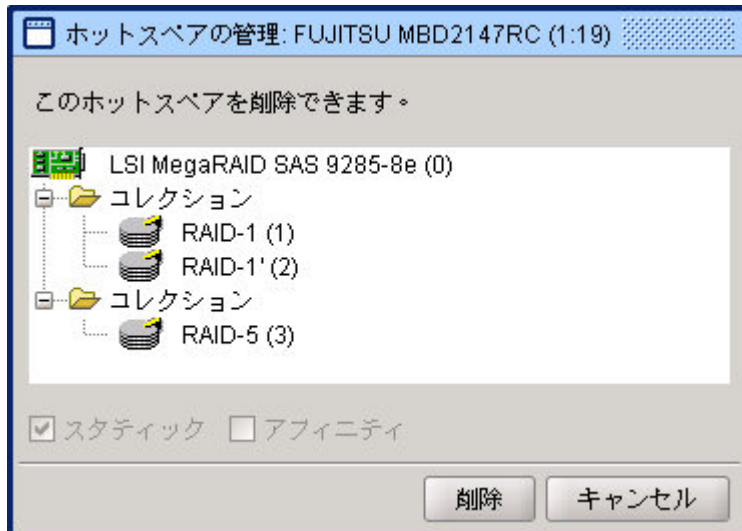 ホットスペアの管理: FUJITSU MBD2147RC (1:19)
このホットスペアを削除できます。
LSI MegaRAID SAS 9285-8e (0)
コレクション
RAID-1 (1)
RAID-1' (2)
コレクション
RAID-5 (3)
スタティック アフィニティ
削除 キャンセル